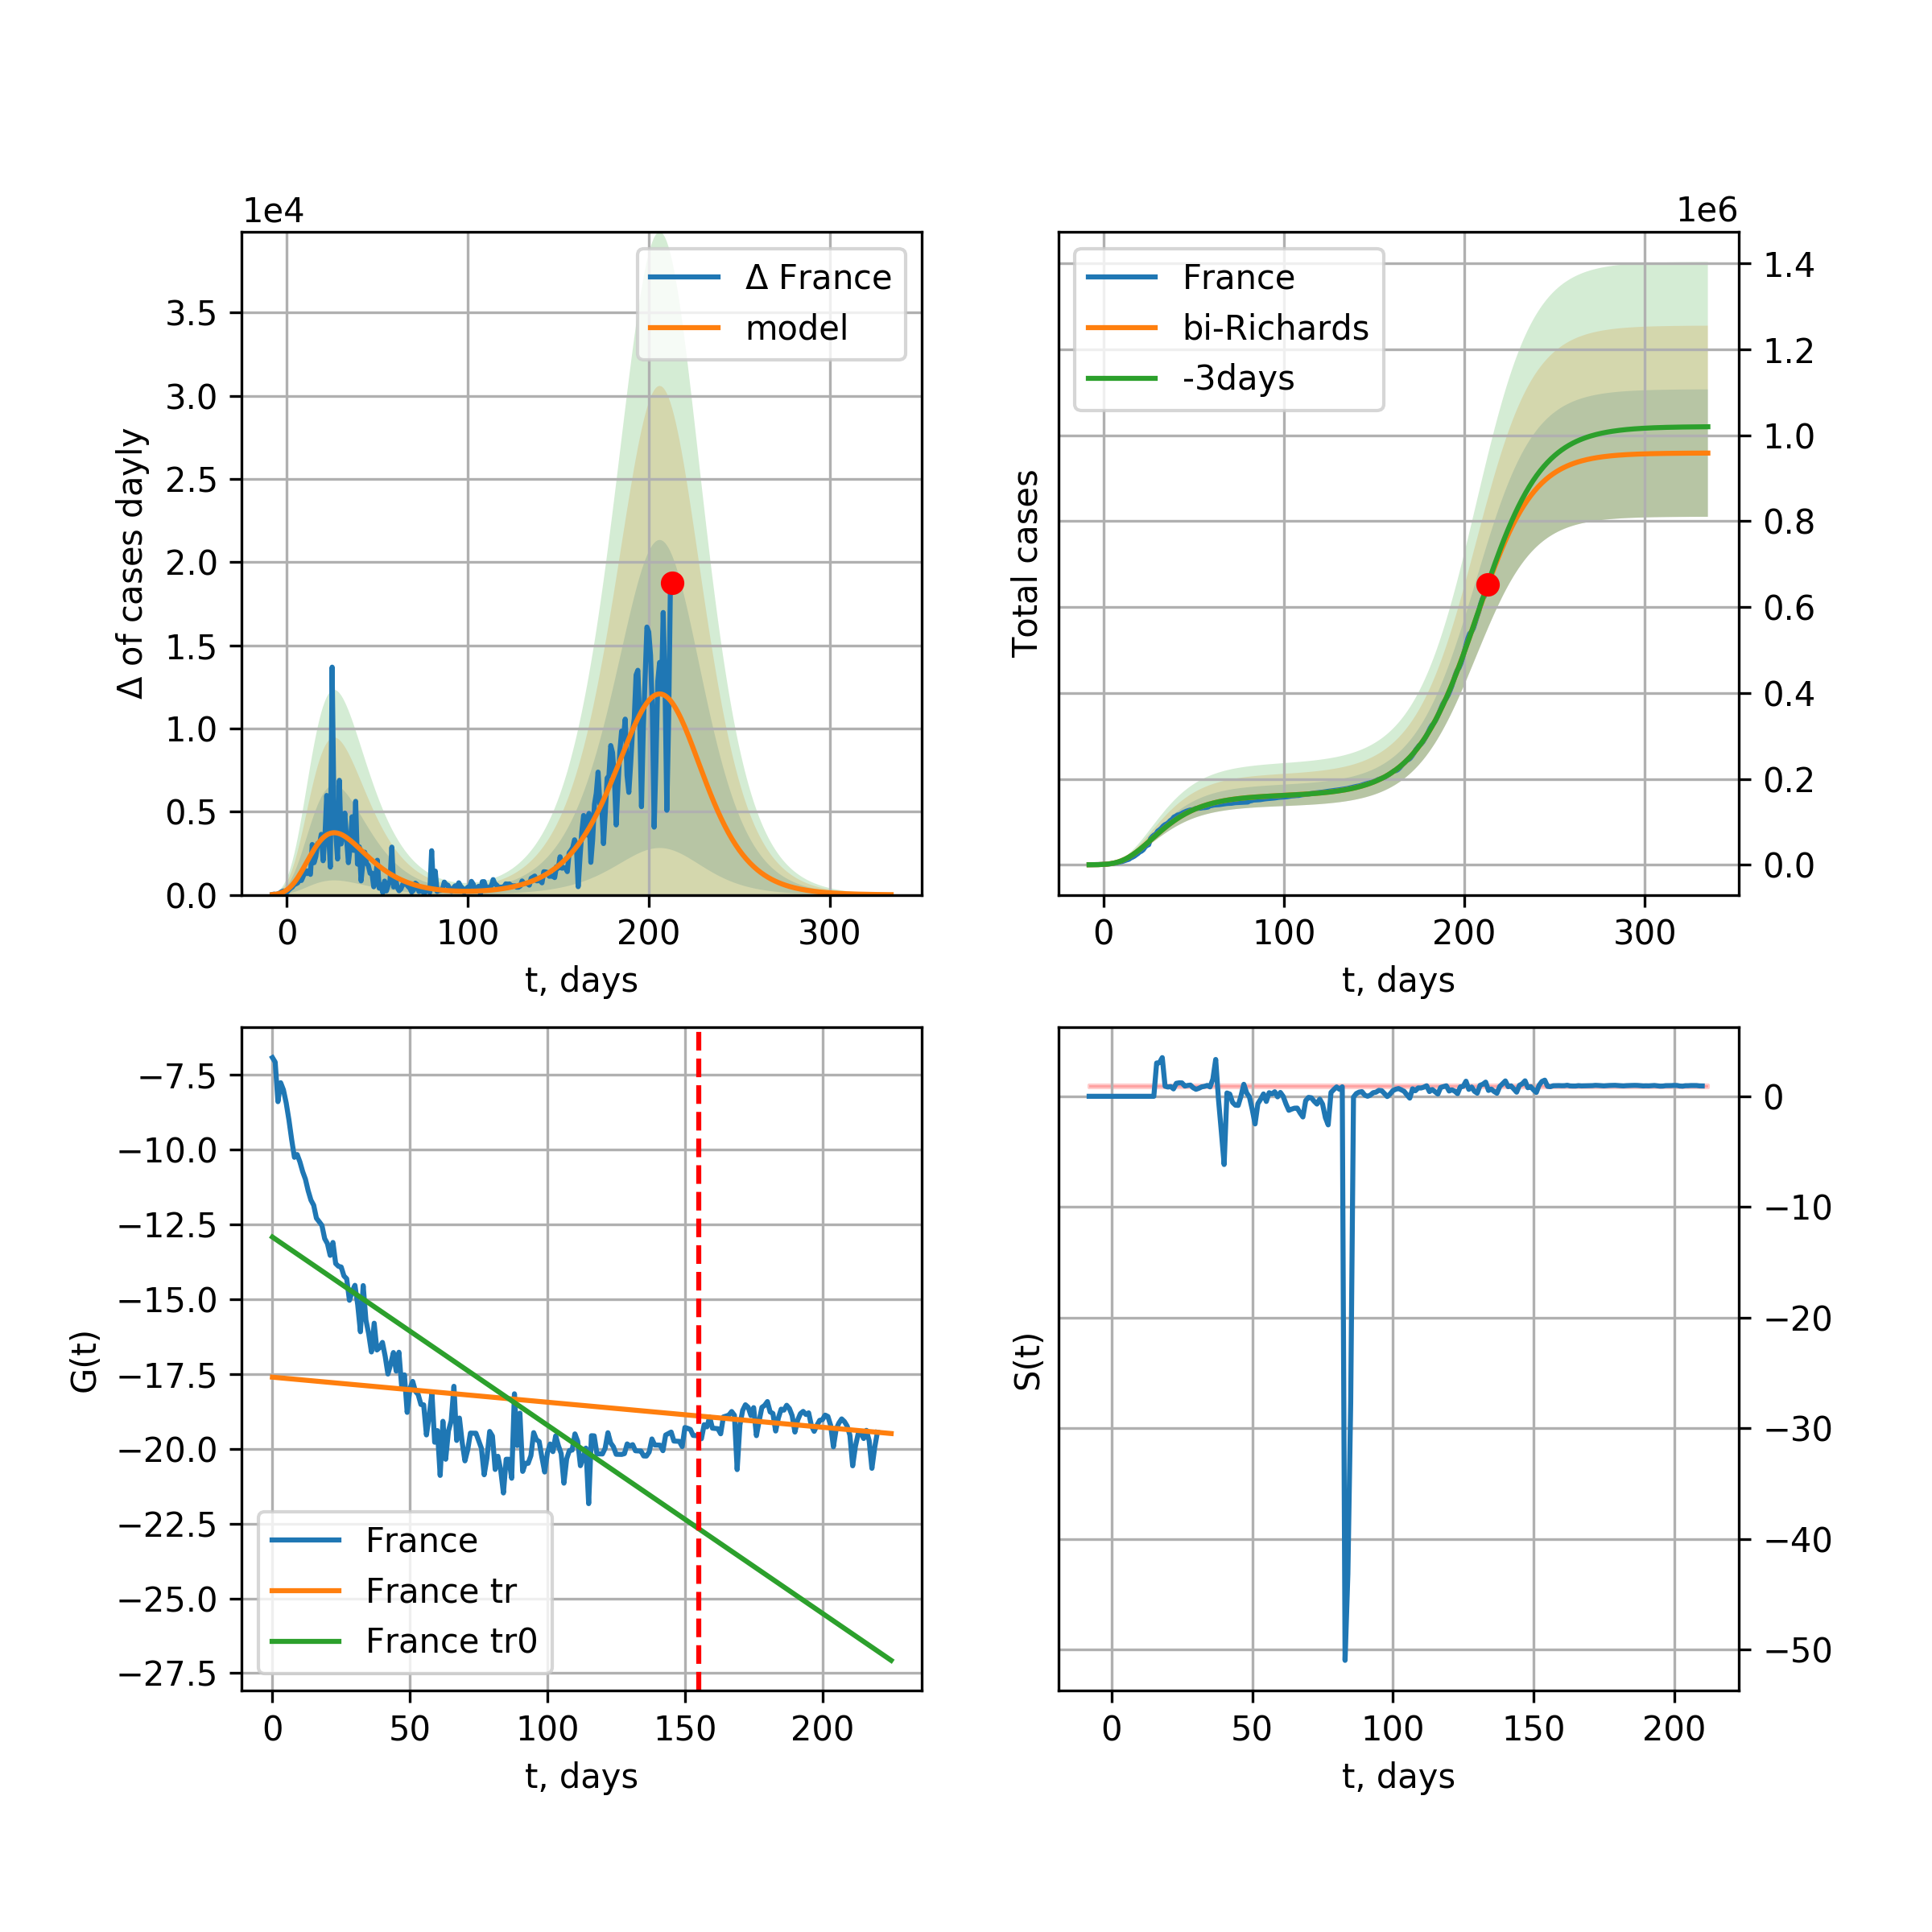 1e4
Δ of cases dayly
3.5
3.0
2.5
2.0
1.5
1.0
0.5
0.0
Δ France
model
0 100 200 300
t, days
1e6
Total cases
France
bi-Richards
-3days
1.4
1.2
1.0
0.8
0.6
0.4
0.2
0.0
0 100 200 300
t, days
G(t)
−7.5
−10.0
−12.5
−15.0
−17.5
−20.0
−22.5
−25.0
−27.5
France
France tr
France tr0
0 50 100 150 200
t, days
S(t)
0
−10
−20
−30
−40
−50
0 50 100 150 200
t, days